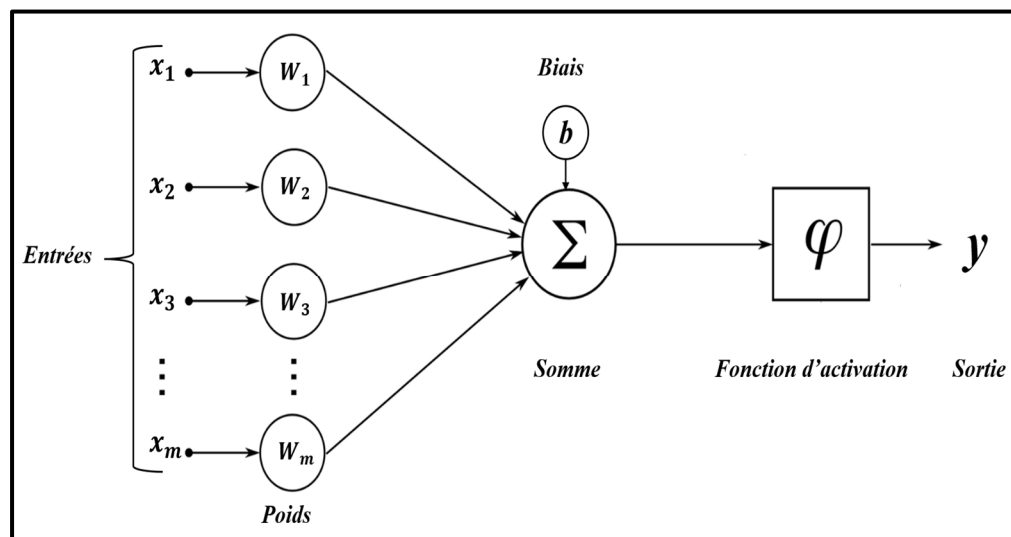 x₁ W₁
Biais
b
x₂ W₂
Entrées
Σ φ y
x₃ W₃
⋮ ⋮
Somme Fonction d'activation Sortie
xₘ Wₘ
Poids